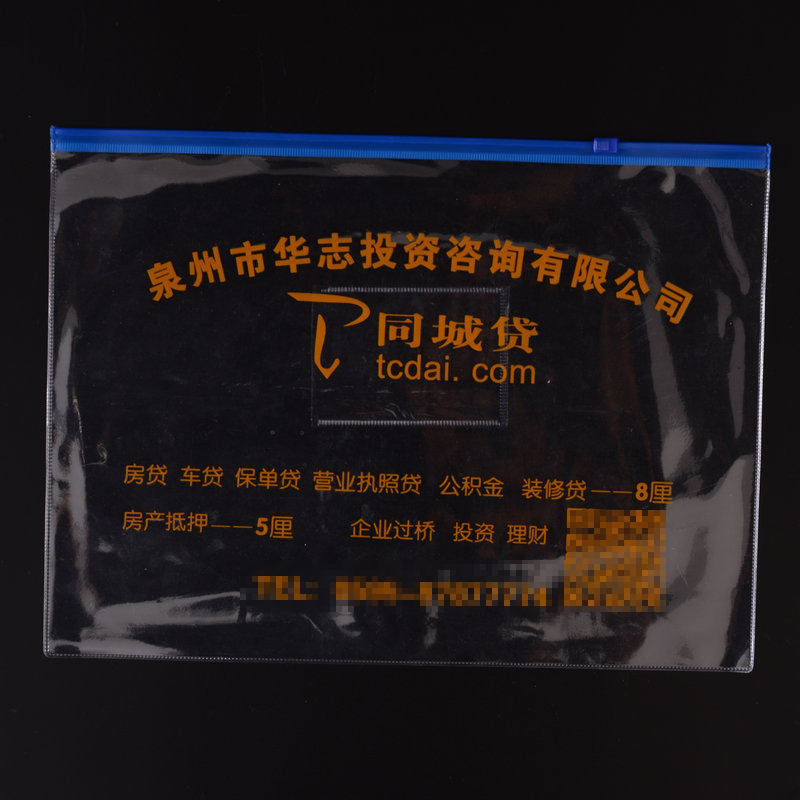 泉州市华志投资咨询有限公司
同城贷
tcdai. com
房贷 车贷 保单贷 营业执照贷 公积金 装修贷——8厘
房产抵押——5厘 企业过桥 投资 理财
TEL: